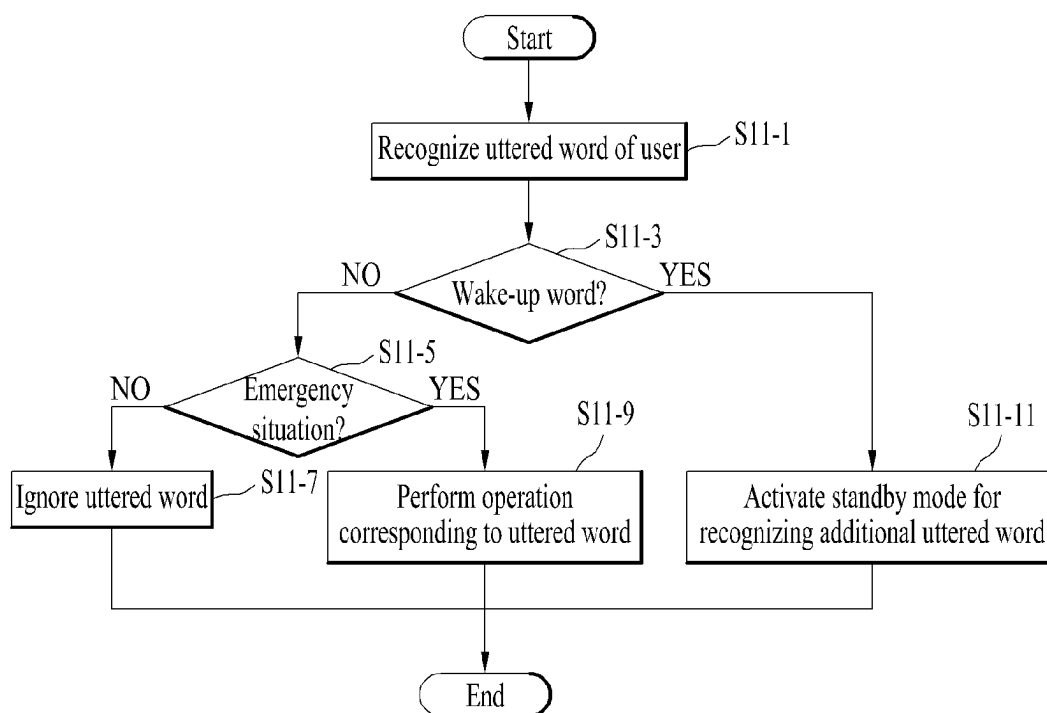 Start
Recognize uttered word of user
S11-1
S11-3
NO
Wake-up word?
YES
S11-5
NO
Emergency
situation?
YES
S11-7
Ignore uttered word
S11-9
Perform operation
corresponding to uttered word
S11-11
Activate standby mode for
recognizing additional uttered word
End